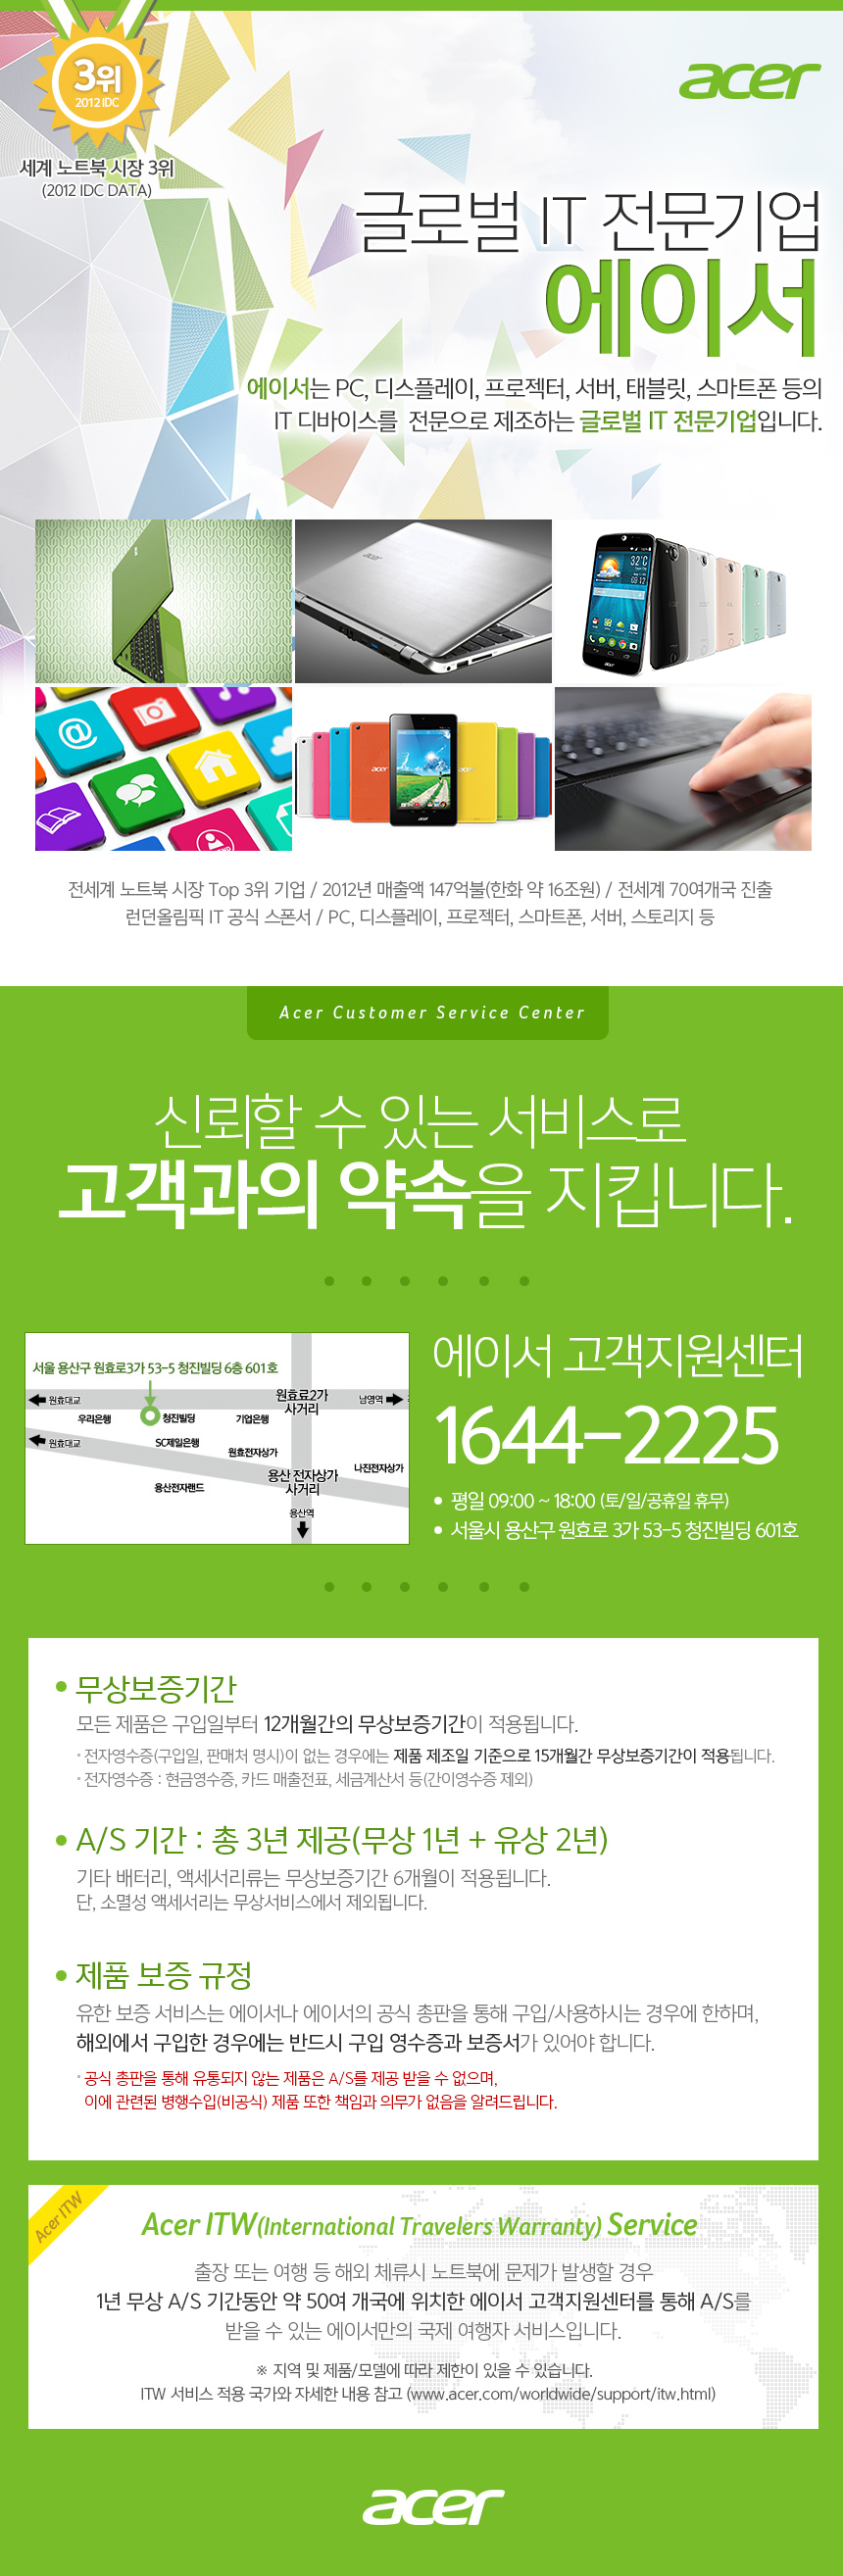 3위
2012 IDC
세계 노트북 시장 3위
(2012 IDC DATA)
acer
글로벌 IT 전문기업
에이서
에이서는 PC, 디스플레이, 프로젝터, 서버, 태블릿, 스마트폰 등의
IT 디바이스를 전문으로 제조하는 글로벌 IT 전문기업입니다.
전세계 노트북 시장 Top 3위 기업 / 2012년 매출액 147억불(한화 약 16조원) / 전세계 70여개국 진출
런던올림픽 IT 공식 스폰서 / PC, 디스플레이, 프로젝터, 스마트폰, 서버, 스토리지 등
Acer Customer Service Center
신뢰할 수 있는 서비스로
고객과의 약속을 지킵니다.
서울 용산구 원효로3가 53-5 청진빌딩 6층 601호
원효대교
우리은행
청진빌딩
기업은행
원효로2가
사거리
남영역
원효대교
SC제일은행
원효전자상가
용산전자랜드
용산 전자상가
사거리
나진전자상가
용산역
에이서 고객지원센터
1644-2225
평일 09:00 ~ 18:00 (토/일/공휴일 휴무)
서울시 용산구 원효로 3가 53-5 청진빌딩 601호
무상보증기간
모든 제품은 구입일부터 12개월간의 무상보증기간이 적용됩니다.
전자영수증(구입일, 판매처 명시)이 없는 경우에는 제품 제조일 기준으로 15개월간 무상보증기간이 적용됩니다.
전자영수증 : 현금영수증, 카드 매출전표, 세금계산서 등(간이영수증 제외)
A/S 기간 : 총 3년 제공(무상 1년 + 유상 2년)
기타 배터리, 액세서리류는 무상보증기간 6개월이 적용됩니다.
단, 소멸성 액세서리는 무상서비스에서 제외됩니다.
제품 보증 규정
유한 보증 서비스는 에이서나 에이서의 공식 총판을 통해 구입/사용하시는 경우에 한하며,
해외에서 구입한 경우에는 반드시 구입 영수증과 보증서가 있어야 합니다.
공식 총판을 통해 유통되지 않는 제품은 A/S를 제공 받을 수 없으며,
이에 관련된 병행수입(비공식) 제품 또한 책임과 의무가 없음을 알려드립니다.
Acer ITW
Acer ITW(International Travelers Warranty) Service
출장 또는 여행 등 해외 체류시 노트북에 문제가 발생할 경우
1년 무상 A/S 기간동안 약 50여 개국에 위치한 에이서 고객지원센터를 통해 A/S를
받을 수 있는 에이서만의 국제 여행자 서비스입니다.
※ 지역 및 제품/모델에 따라 제한이 있을 수 있습니다.
ITW 서비스 적용 국가와 자세한 내용 참고 (www.acer.com/worldwide/support/itw.html)
acer